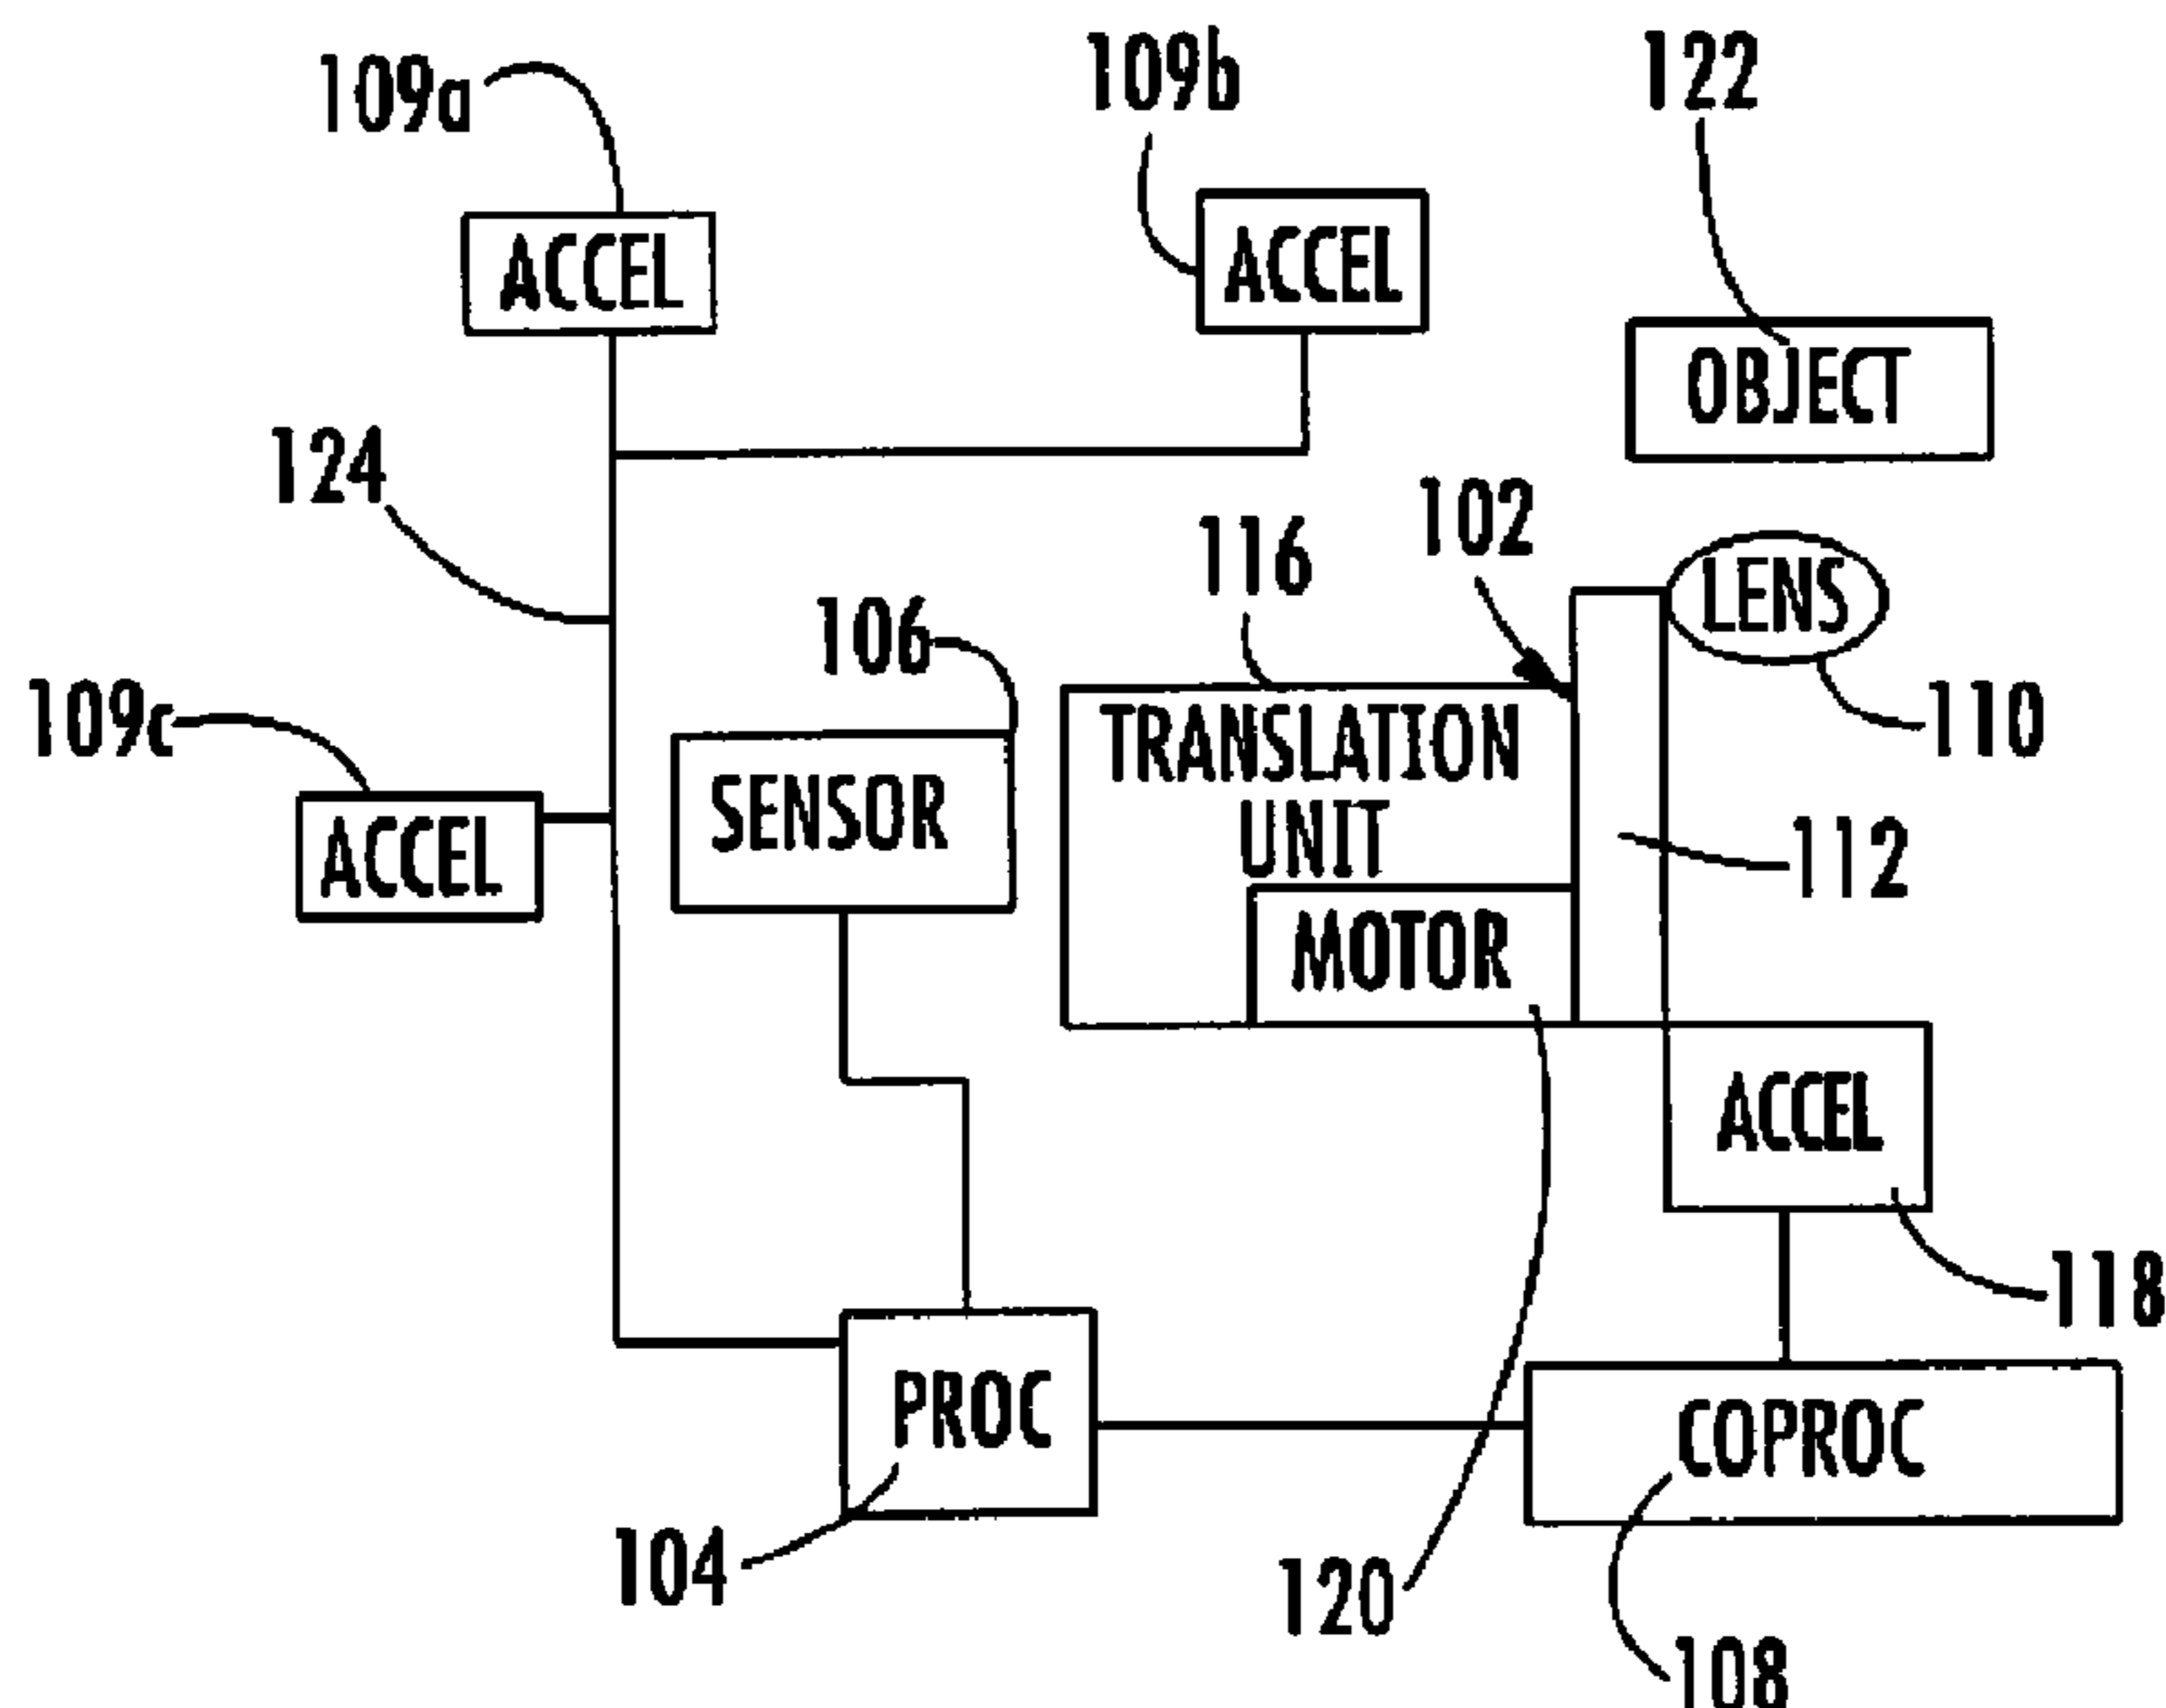 109a
109b
122
ACCEL
ACCEL
OBJECT
124
102
116
LENS
106
109c
110
TRANSLATION
UNIT
SENSOR
112
ACCEL
MOTOR
ACCEL
118
PROC
COPROC
104
120
108